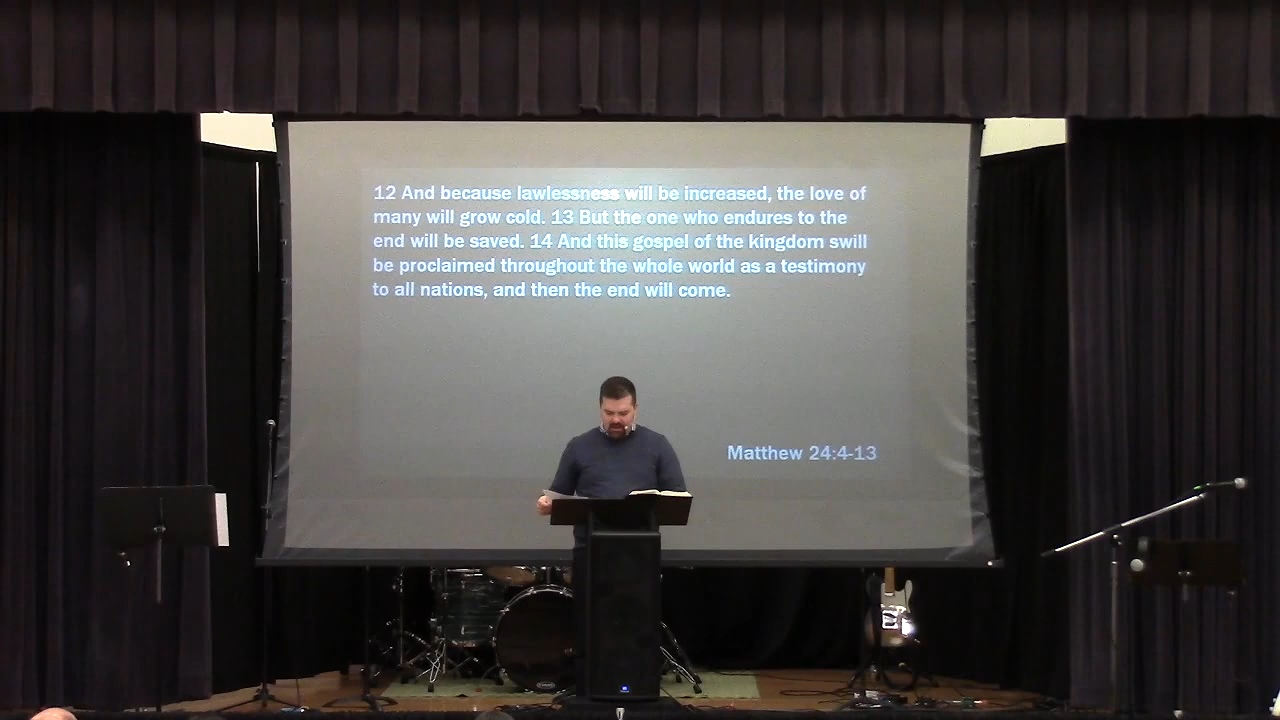 12 And because lawlessness will be increased, the love of
many will grow cold. 13 But the one who endures to the
end will be saved. 14 And this gospel of the kingdom swill
be proclaimed throughout the whole world as a testimony
to all nations, and then the end will come.
Matthew 24:4-13